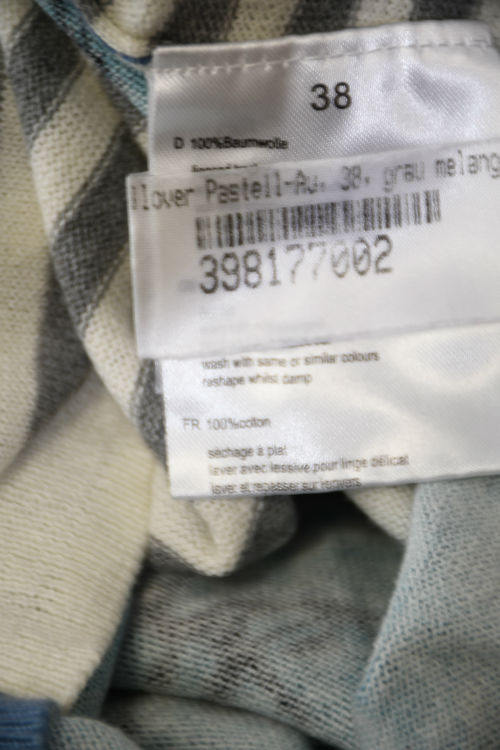 38
D 100%Baumwolle
llover Pastell-Au, 38, grau melang
398177002
wash with same or similar colours
reshape whilst damp
FR 100%cotton
séchage à plat
laver avec lessive pour linge délicat
laver et repasser sur l'envers